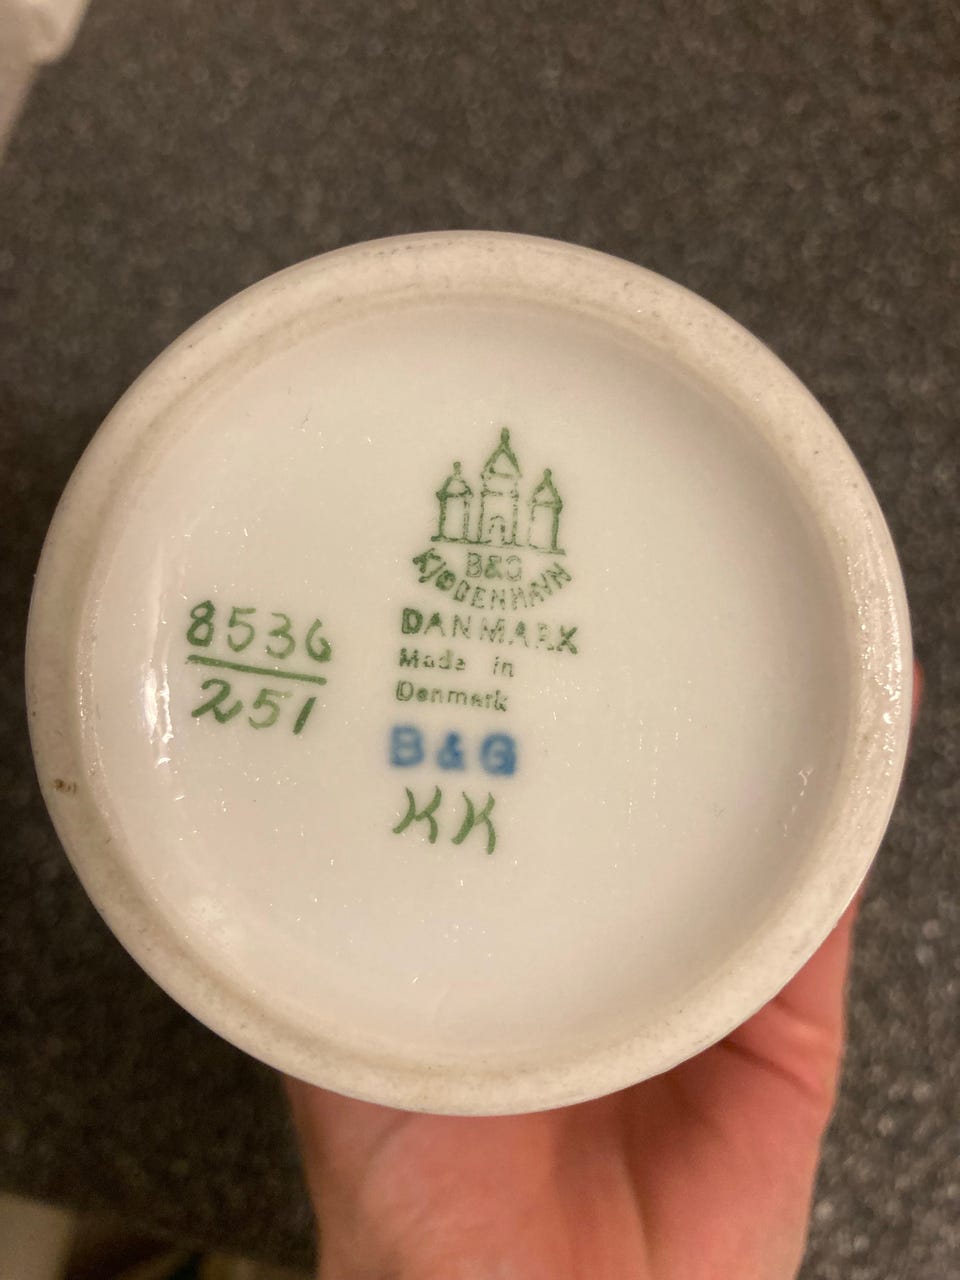 B&G
KJØBENHAVN
DANMARK
Made in
Denmark
B&G
KK
8536
251